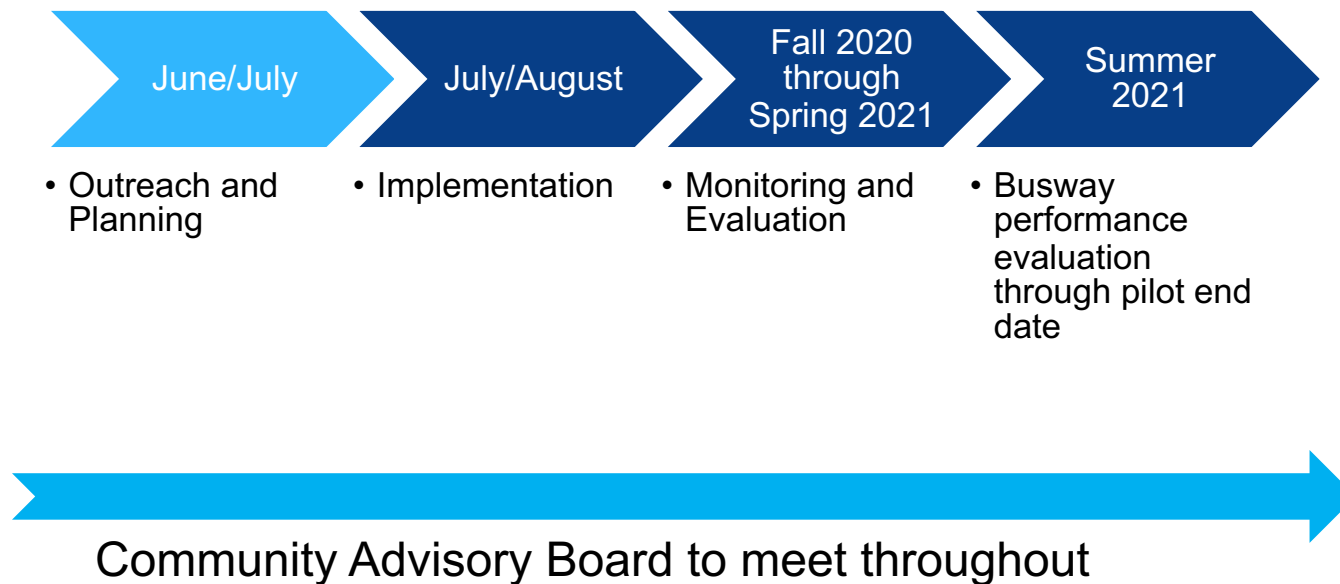 June/July
July/August
Fall 2020
through
Spring 2021
Summer
2021
• Outreach and
Planning
• Implementation
• Monitoring and
Evaluation
• Busway
performance
evaluation
through pilot end
date
Community Advisory Board to meet throughout